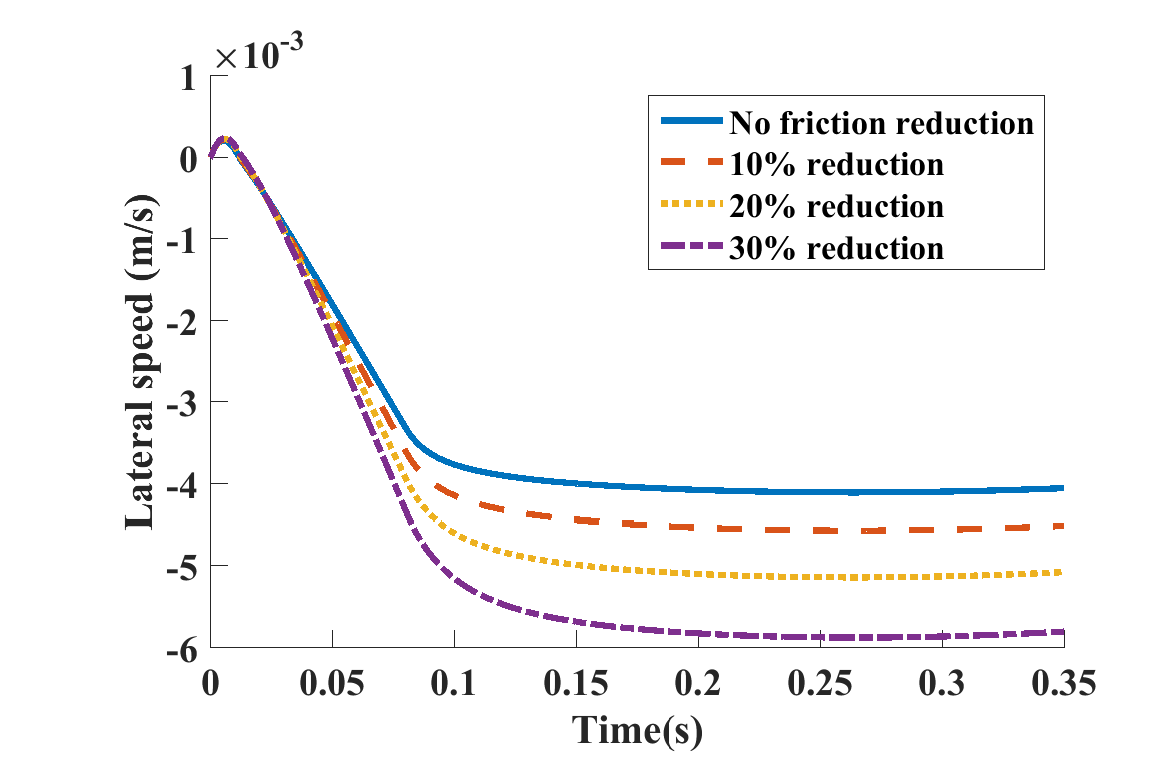 ×10-3
1
0
-1
-2
-3
-4
-5
-6
Lateral speed (m/s)
No friction reduction
10% reduction
20% reduction
30% reduction
0 0.05 0.1 0.15 0.2 0.25 0.3 0.35
Time(s)